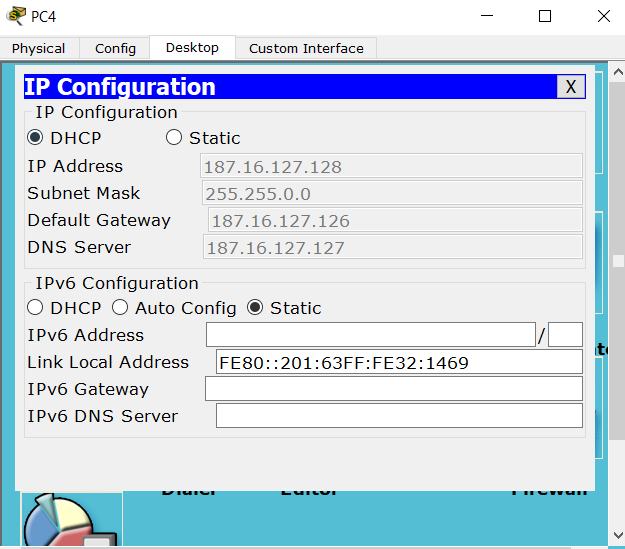 PC4
Physical Config Desktop Custom Interface
IP Configuration X
IP Configuration
DHCP Static
IP Address 187.16.127.128
Subnet Mask 255.255.0.0
Default Gateway 187.16.127.126
DNS Server 187.16.127.127
IPv6 Configuration
DHCP Auto Config Static
IPv6 Address /
Link Local Address FE80::201:63FF:FE32:1469
IPv6 Gateway
IPv6 DNS Server
Dialer Editor Firewall